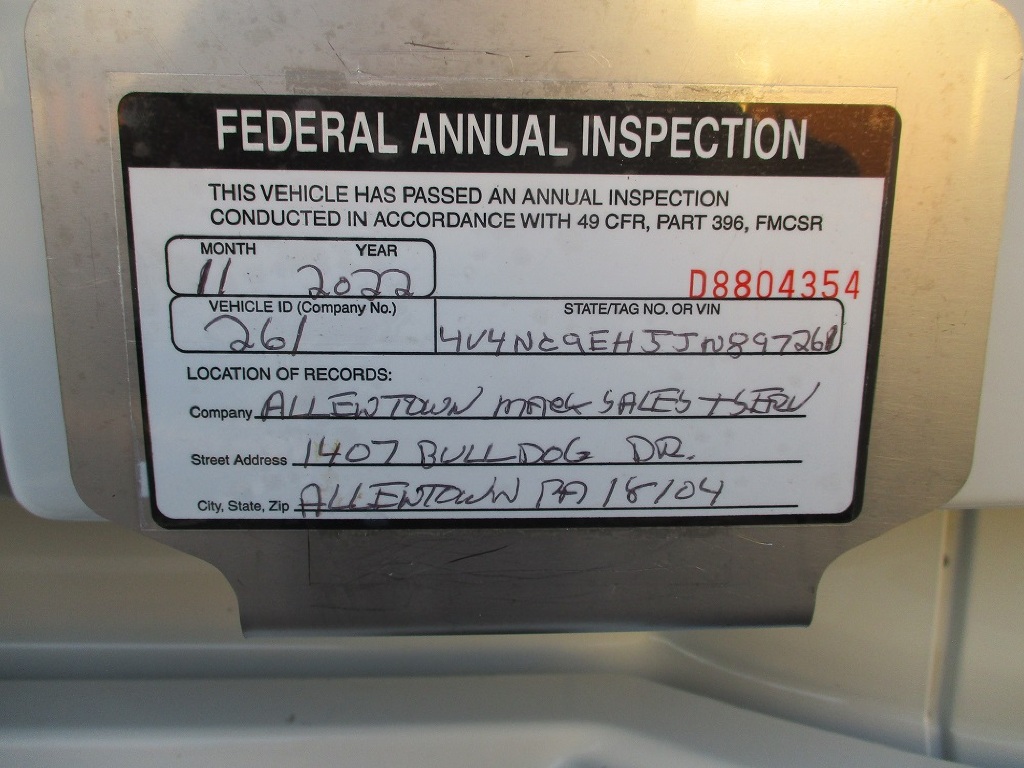 FEDERAL ANNUAL INSPECTION
THIS VEHICLE HAS PASSED AN ANNUAL INSPECTION
CONDUCTED IN ACCORDANCE WITH 49 CFR, PART 396, FMCSR
MONTH YEAR
11 2022
D8804354
VEHICLE ID (Company No.) STATE/TAG NO. OR VIN
261 4V4NC9EH5JN897261
LOCATION OF RECORDS:
Company ALLENTOWN MACK SALES + SERV
Street Address 1407 BULLDOG DR.
City, State, Zip ALLENTOWN PA 18104